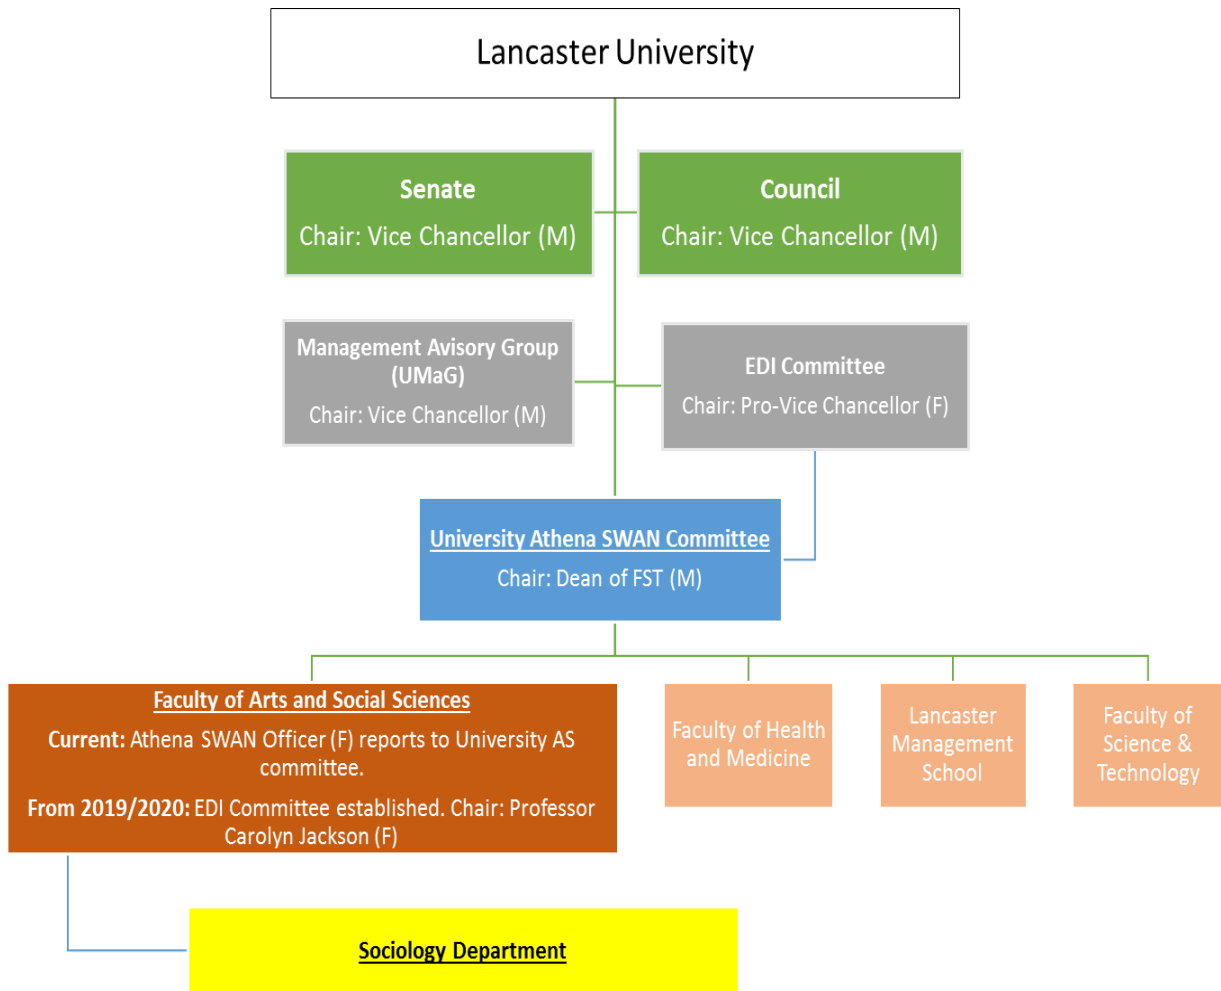 Lancaster University
Senate
Chair: Vice Chancellor (M)
Council
Chair: Vice Chancellor (M)
Management Avisory Group
(UMaG)
Chair: Vice Chancellor (M)
EDI Committee
Chair: Pro-Vice Chancellor (F)
University Athena SWAN Committee
Chair: Dean of FST (M)
Faculty of Arts and Social Sciences
Current: Athena SWAN Officer (F) reports to University AS
committee.
From 2019/2020: EDI Committee established. Chair: Professor
Carolyn Jackson (F)
Faculty of Health
and Medicine
Lancaster
Management
School
Faculty of
Science &
Technology
Sociology Department